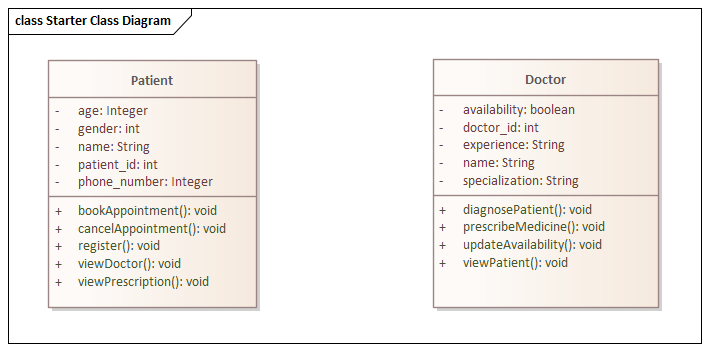 class Starter Class Diagram
Patient
- age: Integer
- gender: int
- name: String
- patient_id: int
- phone_number: Integer
+ bookAppointment(): void
+ cancelAppointment(): void
+ register(): void
+ viewDoctor(): void
+ viewPrescription(): void
Doctor
- availability: boolean
- doctor_id: int
- experience: String
- name: String
- specialization: String
+ diagnosePatient(): void
+ prescribeMedicine(): void
+ updateAvailability(): void
+ viewPatient(): void